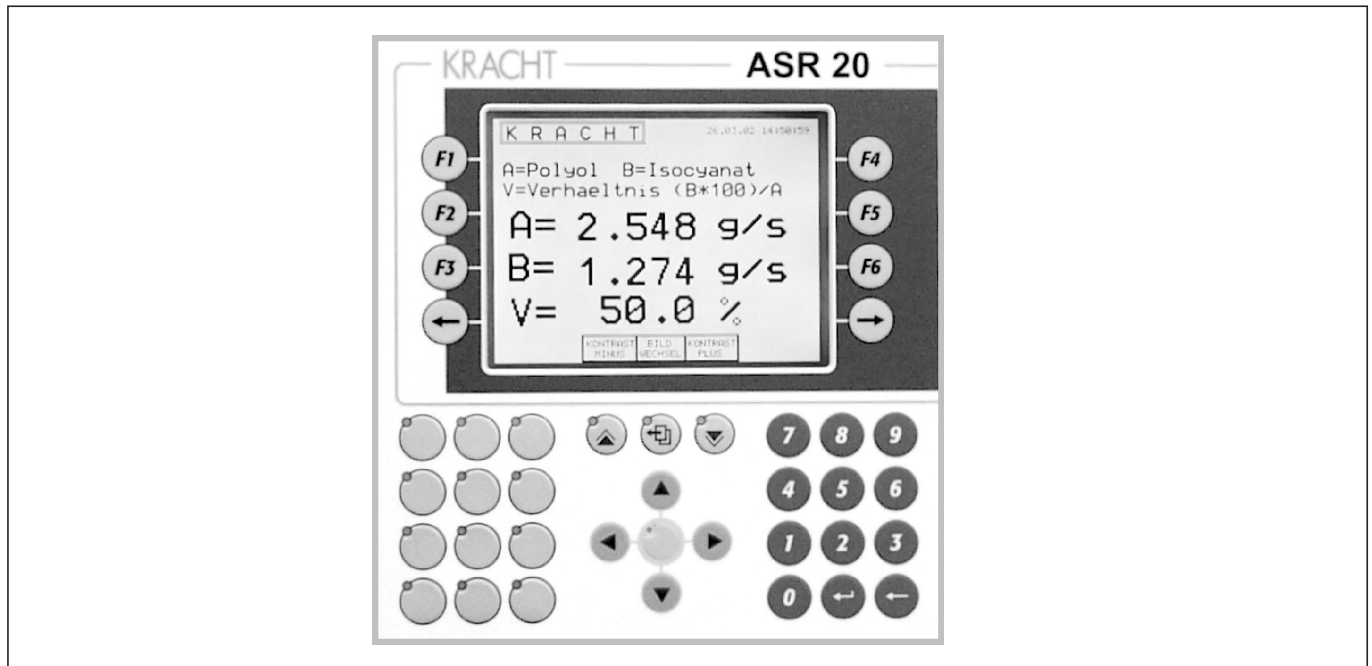 KRACHT ASR 20
KRACHT 26.03.02 14:50:59
F1 F4
A=Polyol B=Isocyanat
V=Verhaeltnis (B*100)/A
F2 F5
A= 2.548 g/s
F3 F6
B= 1.274 g/s
V= 50.0 %
KONTRAST MINUS
BILD WECHSEL
KONTRAST PLUS
7 8 9
4 5 6
1 2 3
0